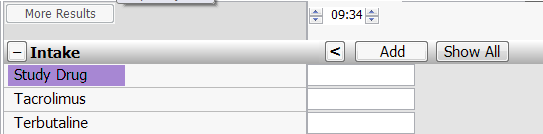 More Results
09:34
− Intake < Add Show All
Study Drug
Tacrolimus
Terbutaline